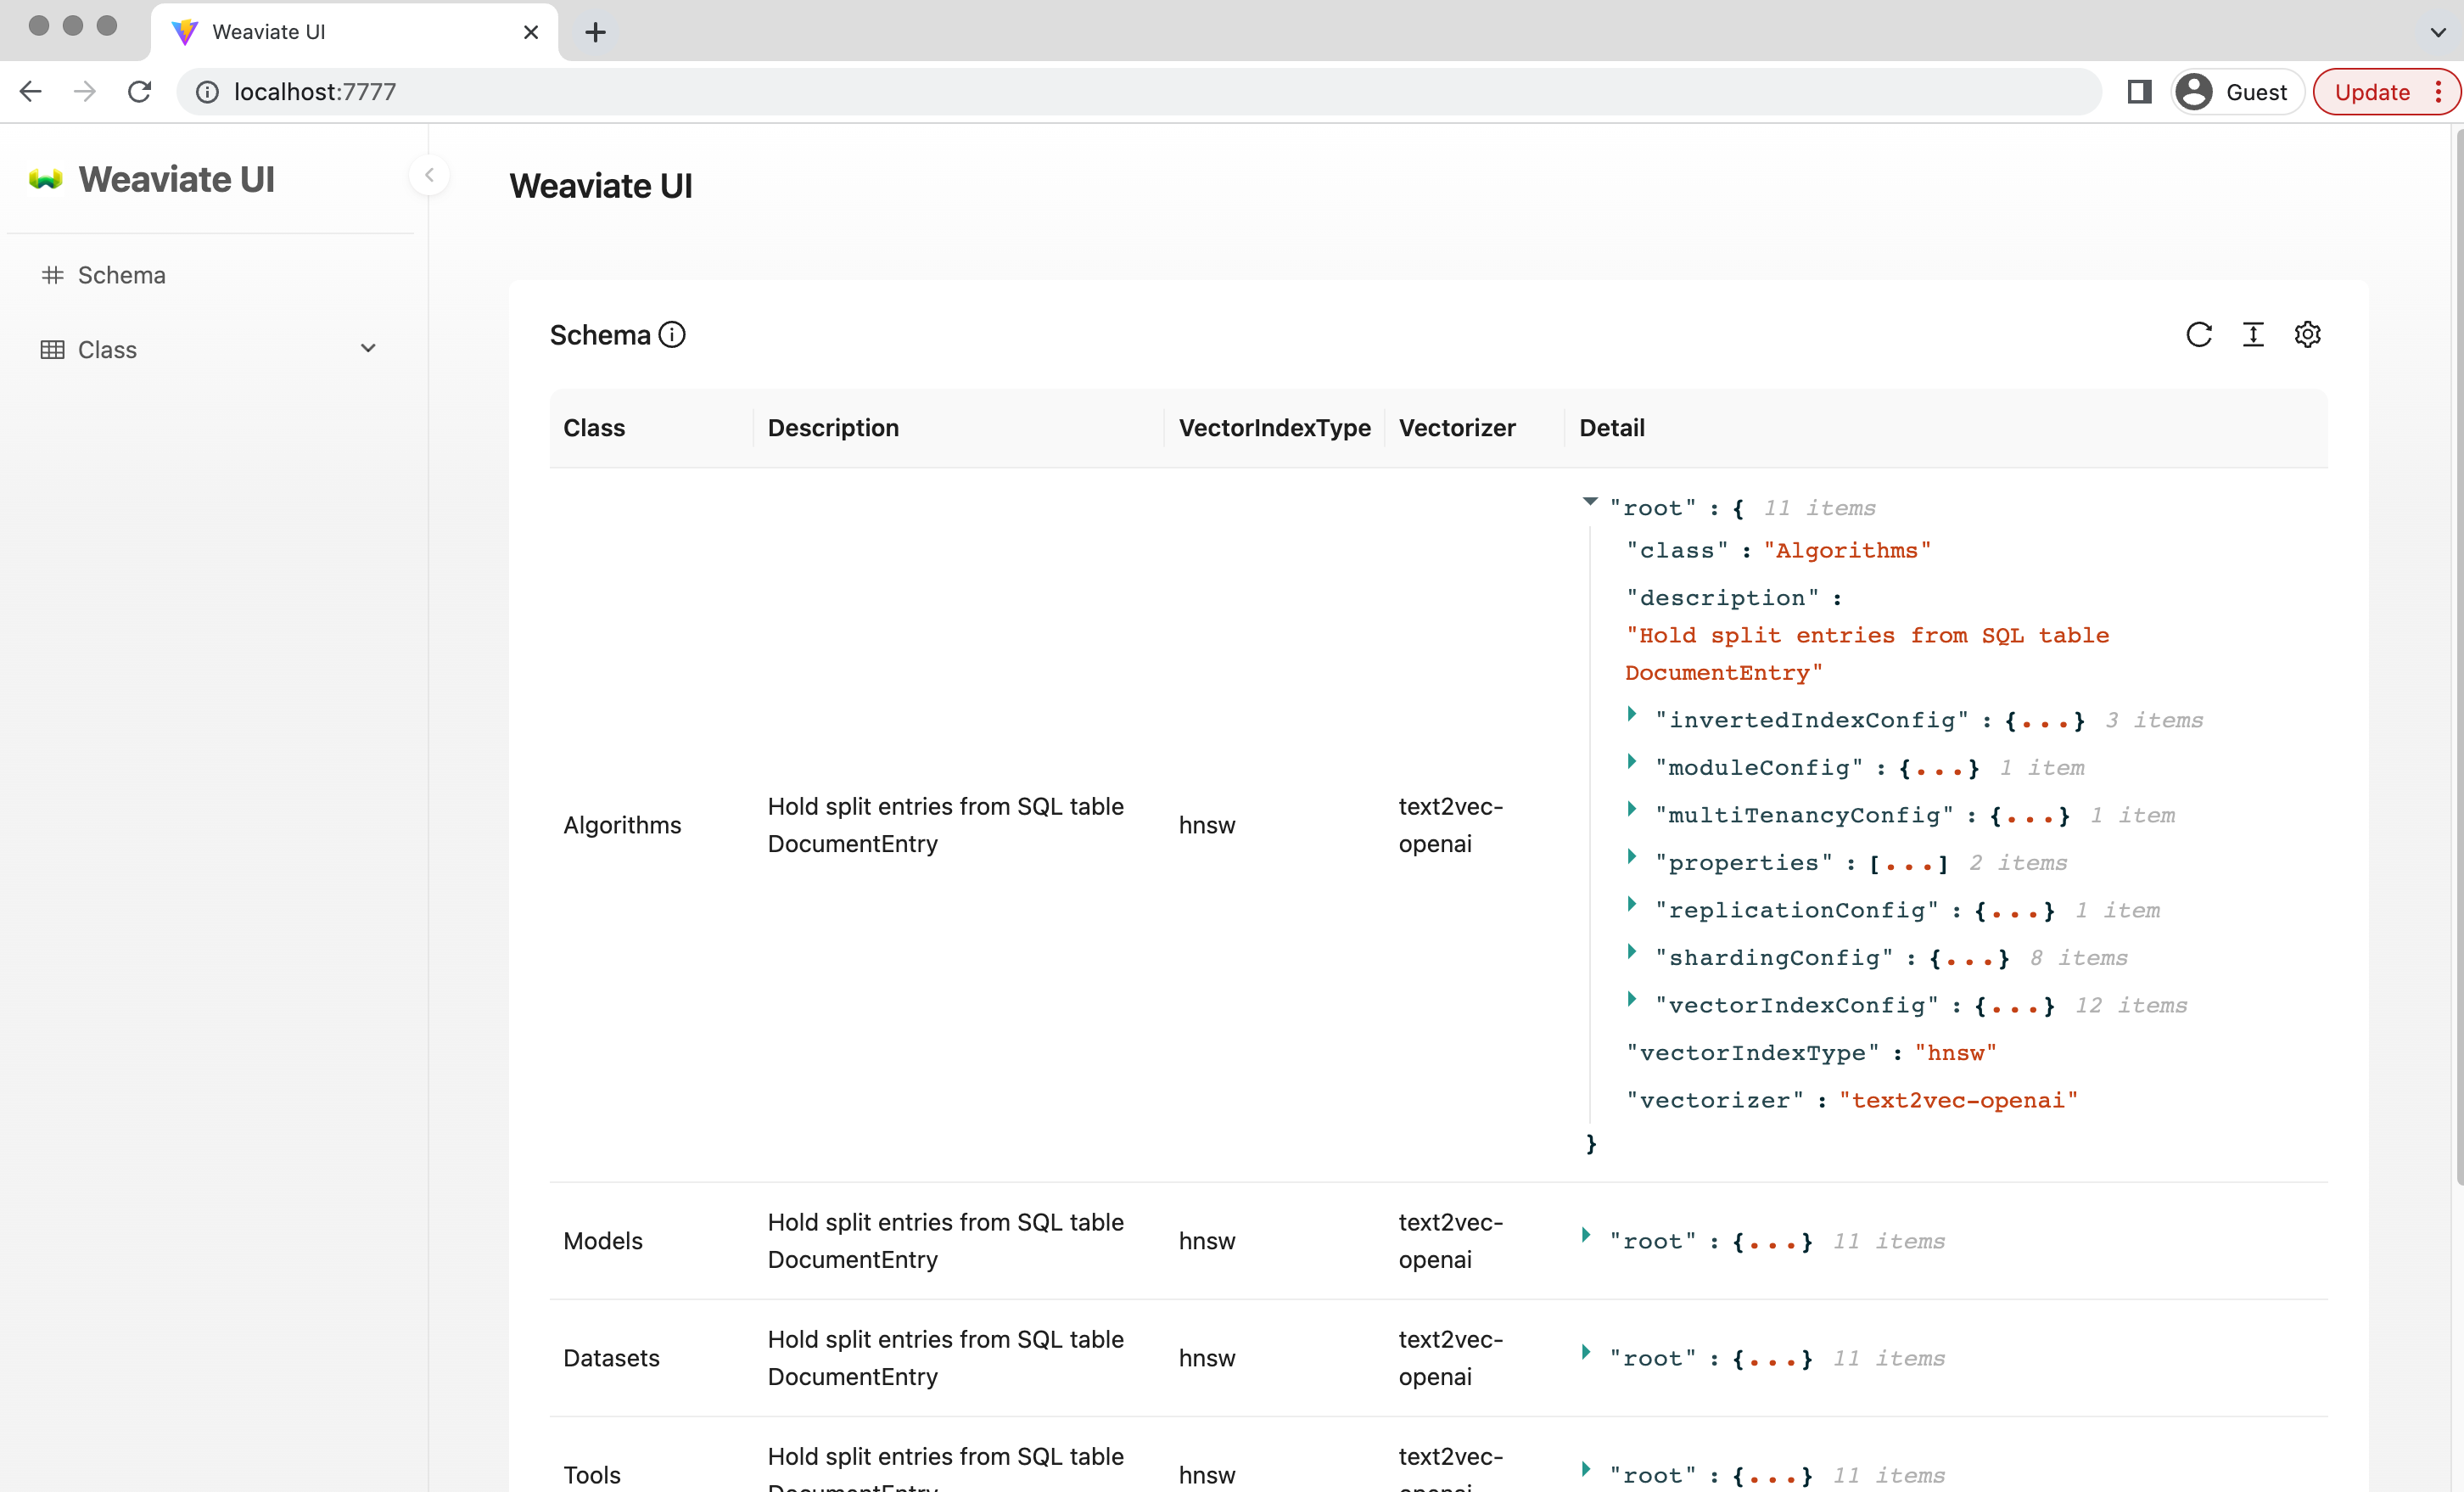 Weaviate UI
localhost:7777
Guest
Update
Weaviate UI
Schema
Class
Weaviate UI
Schema
Class Description VectorIndexType Vectorizer Detail
Algorithms
Hold split entries from SQL table
DocumentEntry
hnsw
text2vec-
openai
"root" : { 11 items
"class" : "Algorithms"
"description" :
"Hold split entries from SQL table
DocumentEntry"
"invertedIndexConfig" : {...} 3 items
"moduleConfig" : {...} 1 item
"multiTenancyConfig" : {...} 1 item
"properties" : [...] 2 items
"replicationConfig" : {...} 1 item
"shardingConfig" : {...} 8 items
"vectorIndexConfig" : {...} 12 items
"vectorIndexType" : "hnsw"
"vectorizer" : "text2vec-openai"
}
Models
Hold split entries from SQL table
DocumentEntry
hnsw
text2vec-
openai
"root" : {...} 11 items
Datasets
Hold split entries from SQL table
DocumentEntry
hnsw
text2vec-
openai
"root" : {...} 11 items
Tools
Hold split entries from SQL table
hnsw
text2vec-
"root" : {...} 11 items